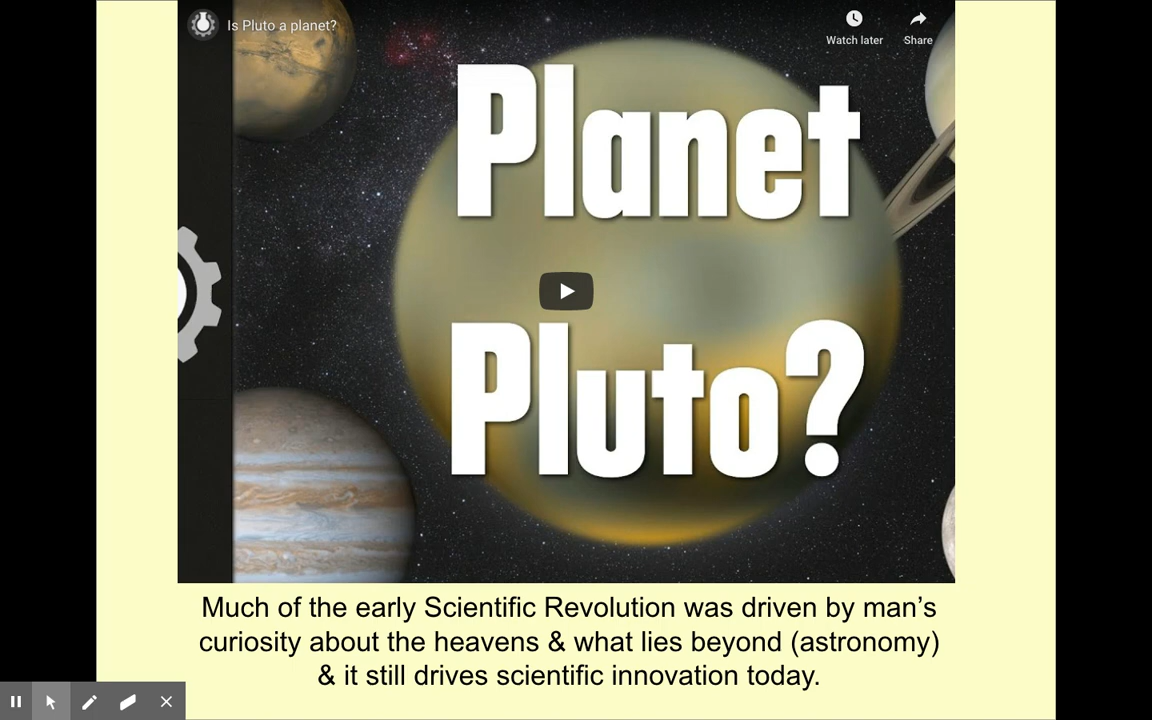 Is Pluto a planet?
Watch later
Share
Planet
Pluto?
Much of the early Scientific Revolution was driven by man’s
curiosity about the heavens & what lies beyond (astronomy)
& it still drives scientific innovation today.